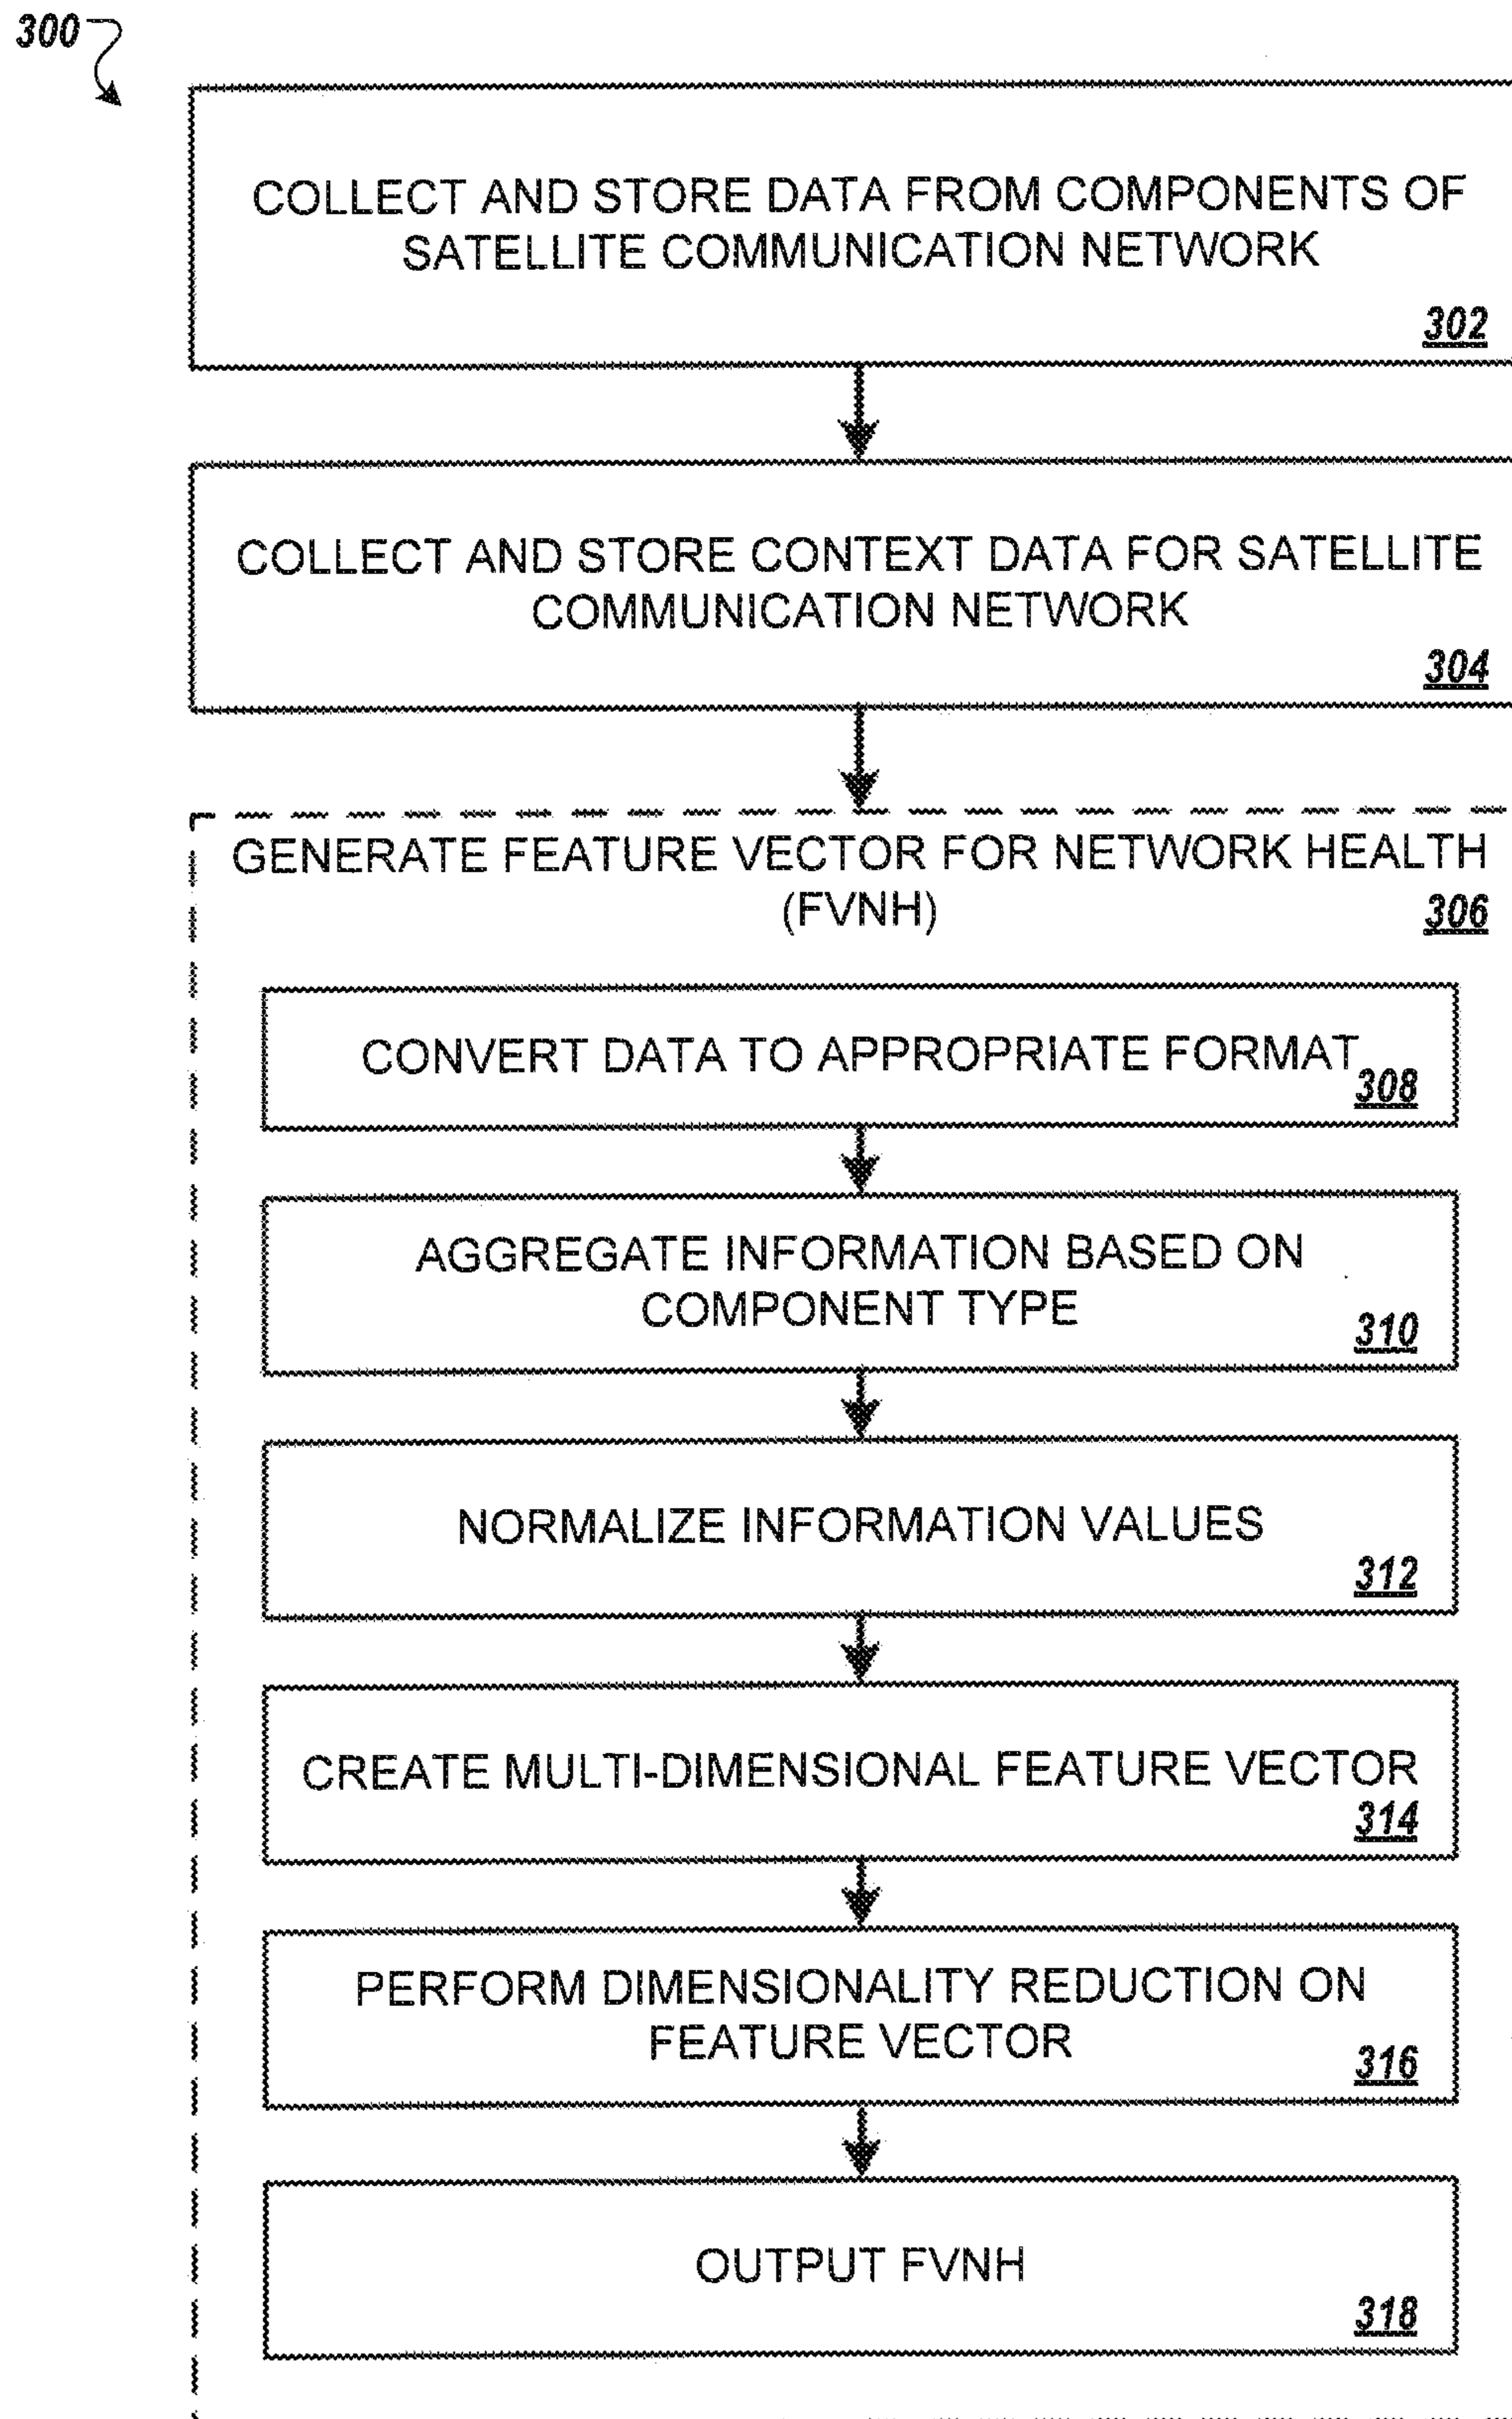 300
COLLECT AND STORE DATA FROM COMPONENTS OF
SATELLITE COMMUNICATION NETWORK
302
COLLECT AND STORE CONTEXT DATA FOR SATELLITE
COMMUNICATION NETWORK
304
GENERATE FEATURE VECTOR FOR NETWORK HEALTH
(FVNH)
306
CONVERT DATA TO APPROPRIATE FORMAT
308
AGGREGATE INFORMATION BASED ON
COMPONENT TYPE
310
NORMALIZE INFORMATION VALUES
312
CREATE MULTI-DIMENSIONAL FEATURE VECTOR
314
PERFORM DIMENSIONALITY REDUCTION ON
FEATURE VECTOR
316
OUTPUT FVNH
318